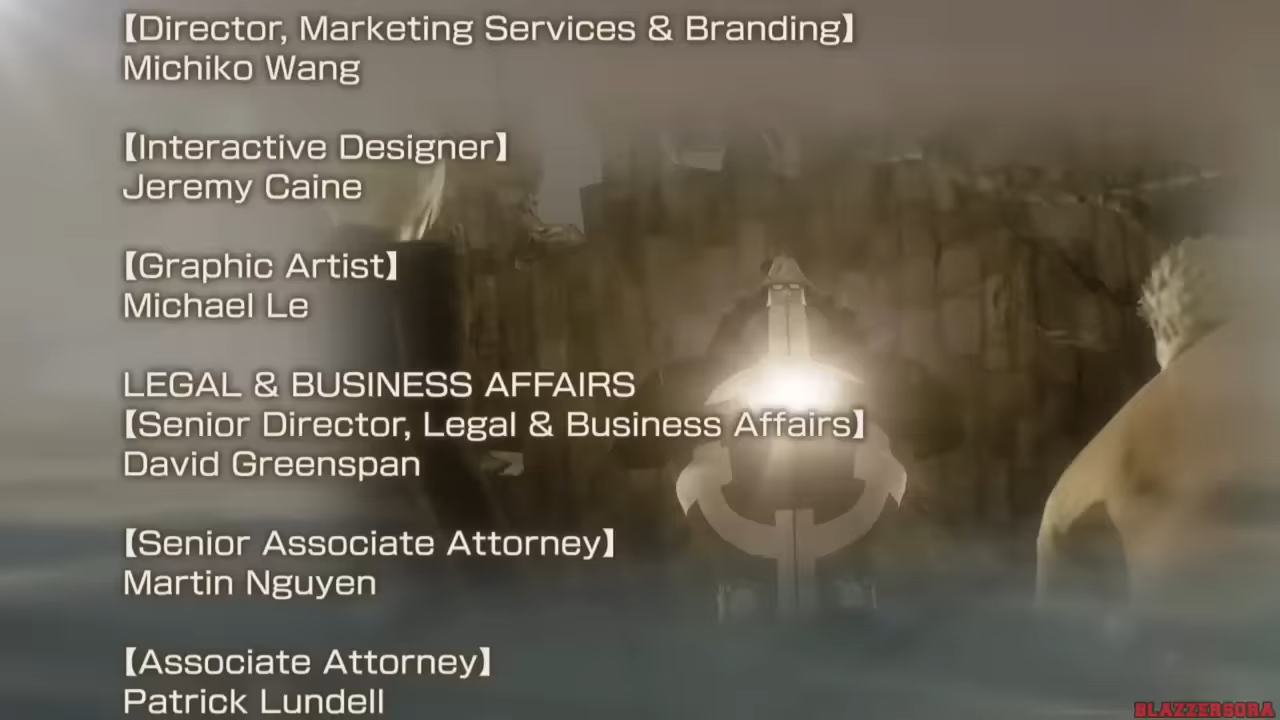 【Director, Marketing Services & Branding】
Michiko Wang
【Interactive Designer】
Jeremy Caine
【Graphic Artist】
Michael Le
LEGAL & BUSINESS AFFAIRS
【Senior Director, Legal & Business Affairs】
David Greenspan
【Senior Associate Attorney】
Martin Nguyen
【Associate Attorney】
Patrick Lundell
BLAZZERSORA